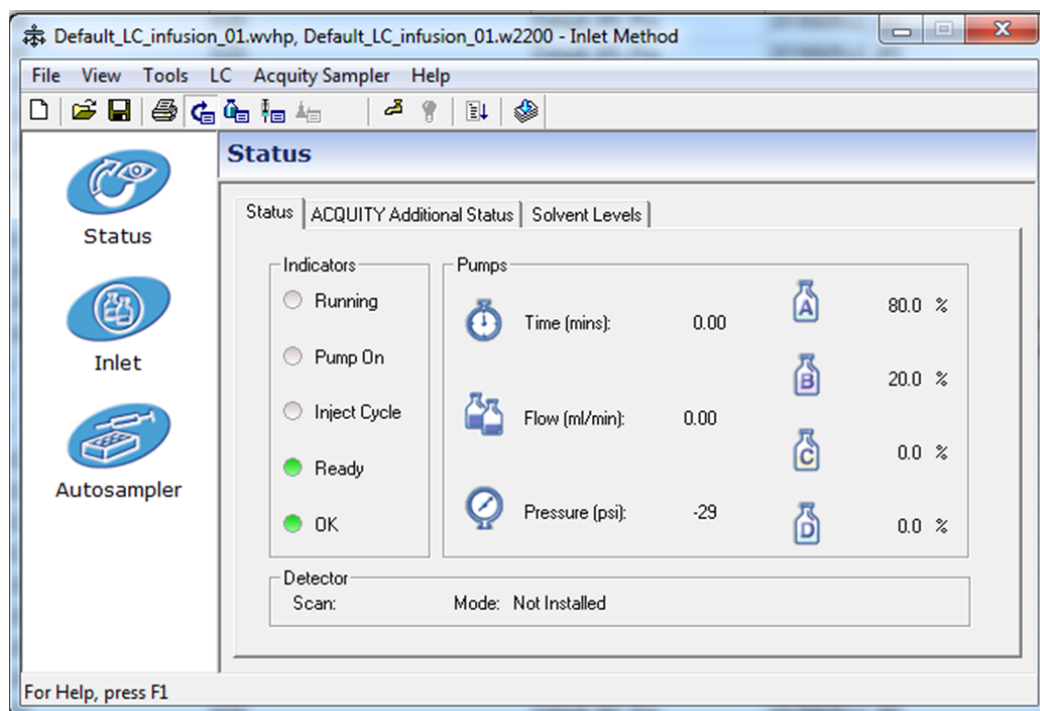 Default_LC_infusion_01.wvhp, Default_LC_infusion_01.w2200 - Inlet Method
File View Tools LC Acquity Sampler Help
Status
Inlet
Autosampler
Status
Status ACQUITY Additional Status Solvent Levels
Indicators
Running
Pump On
Inject Cycle
Ready
OK
Pumps
Time (mins): 0.00
Flow (ml/min): 0.00
Pressure (psi): -29
A 80.0 %
B 20.0 %
C 0.0 %
D 0.0 %
Detector
Scan: Mode: Not Installed
For Help, press F1